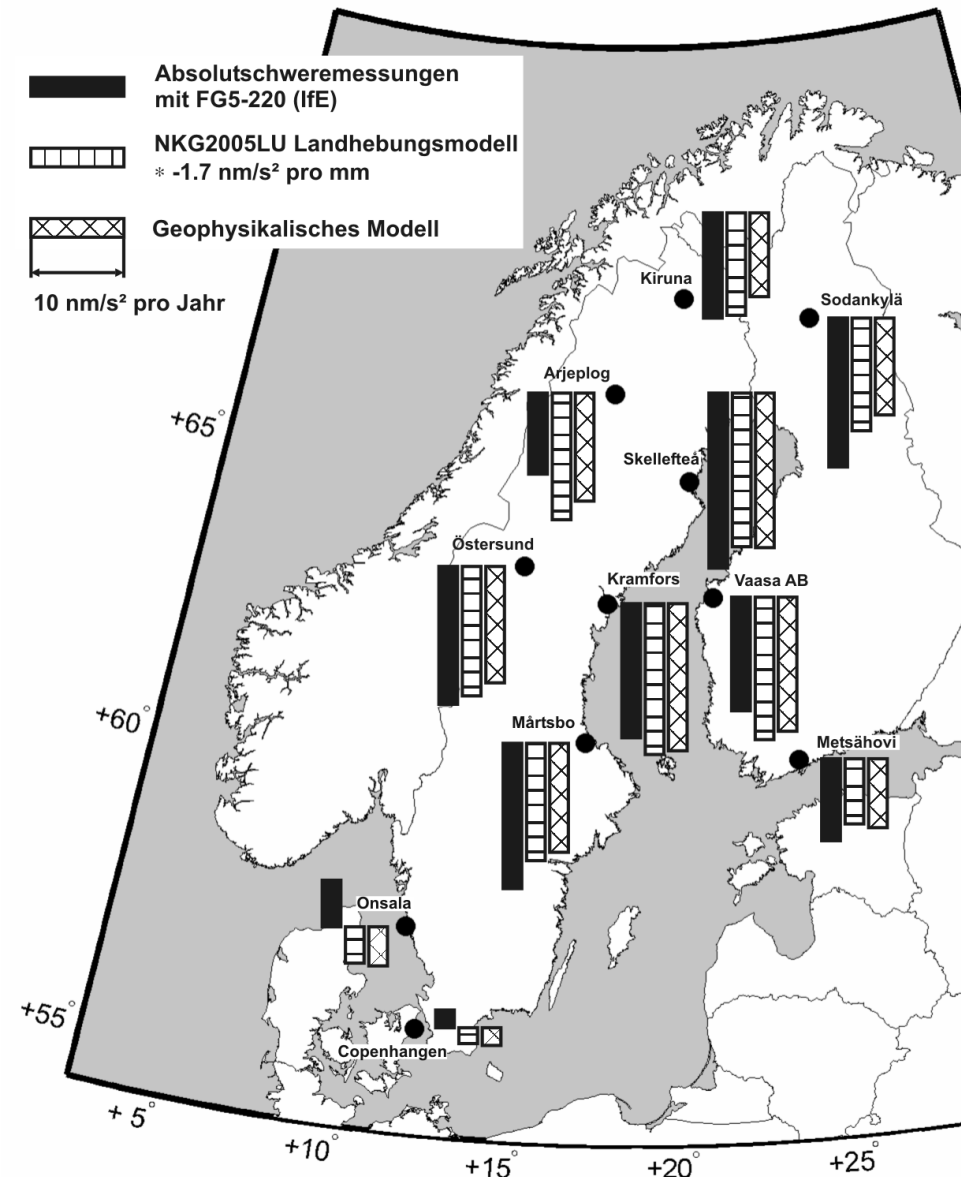 Absolutschweremessungen
mit FG5-220 (IfE)
NKG2005LU Landhebungsmodell
* -1.7 nm/s² pro mm
Geophysikalisches Modell
10 nm/s² pro Jahr
Kiruna
Sodankylä
Arjeplog
+65°
Skellefteå
Östersund
Kramfors
Vaasa AB
+60°
Mårtsbo
Metsähovi
Onsala
+55°
Copenhangen
+ 5°
+10°
+15°
+20°
+25°